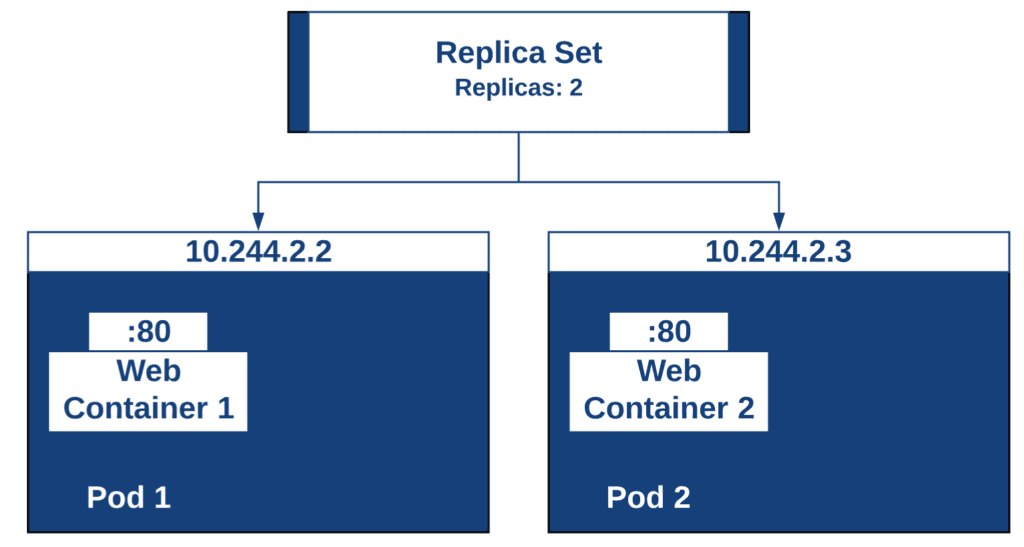 Replica Set
Replicas: 2
10.244.2.2
10.244.2.3
:80
Web
Container 1
:80
Web
Container 2
Pod 1
Pod 2